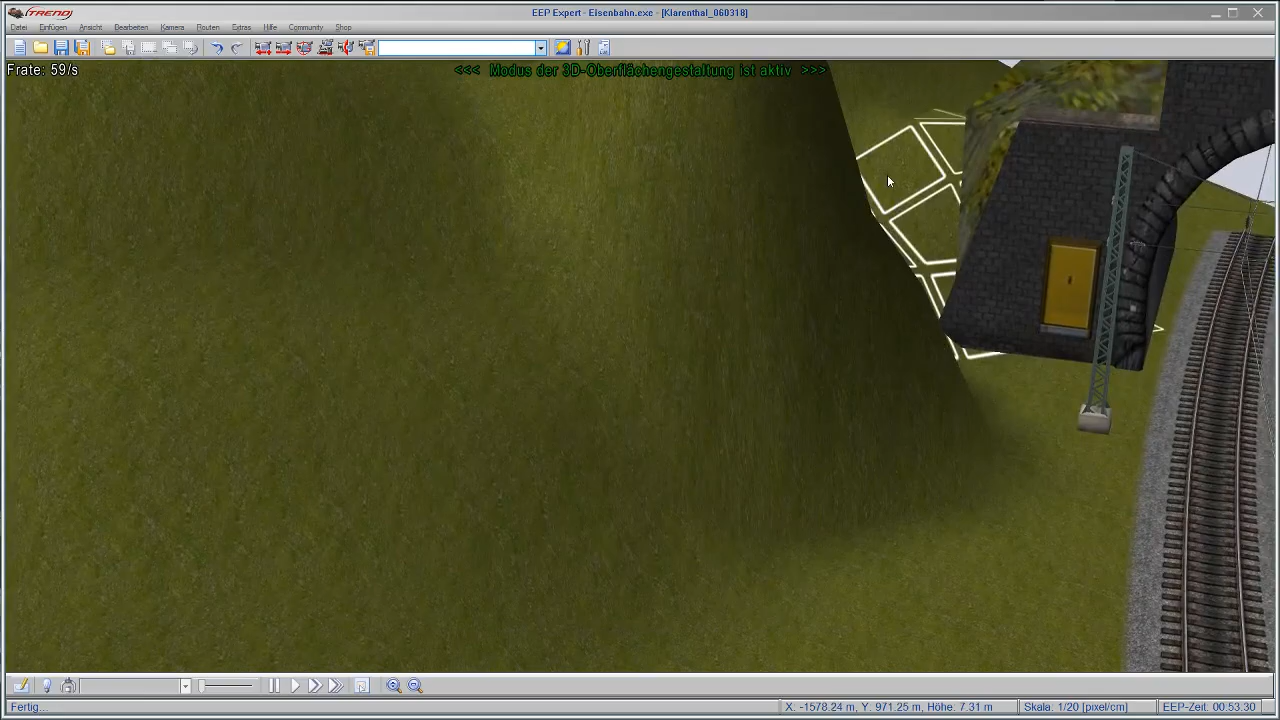 TREND
EEP Expert - Eisenbahn.exe - [Klarenthal_060318]
Datei Einfügen Ansicht Bearbeiten Kamera Routen Extras Hilfe Community Shop
Frate: 59/s
<<< Modus der 3D-Oberflächengestaltung ist aktiv >>>
Fertig...
X: -1578.24 m, Y: 971.25 m, Höhe: 7.31 m
Skala: 1/20 [pixel/cm]
EEP-Zeit: 00:53:30